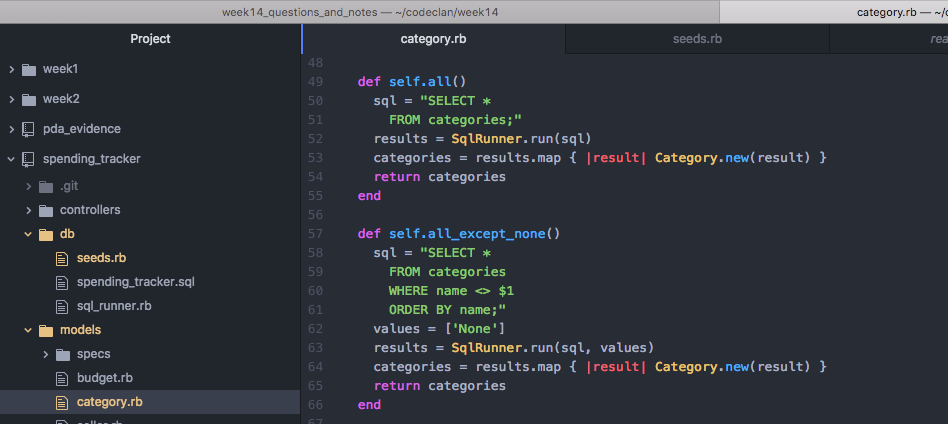 week14_questions_and_notes — ~/codeclan/week14
category.rb — ~/c
Project
category.rb
seeds.rb
rea
week1
week2
pda_evidence
spending_tracker
.git
controllers
db
seeds.rb
spending_tracker.sql
sql_runner.rb
models
specs
budget.rb
category.rb
48
49 def self.all()
50 sql = "SELECT *
51 FROM categories;"
52 results = SqlRunner.run(sql)
53 categories = results.map { |result| Category.new(result) }
54 return categories
55 end
56
57 def self.all_except_none()
58 sql = "SELECT *
59 FROM categories
60 WHERE name <> $1
61 ORDER BY name;"
62 values = ['None']
63 results = SqlRunner.run(sql, values)
64 categories = results.map { |result| Category.new(result) }
65 return categories
66 end
67